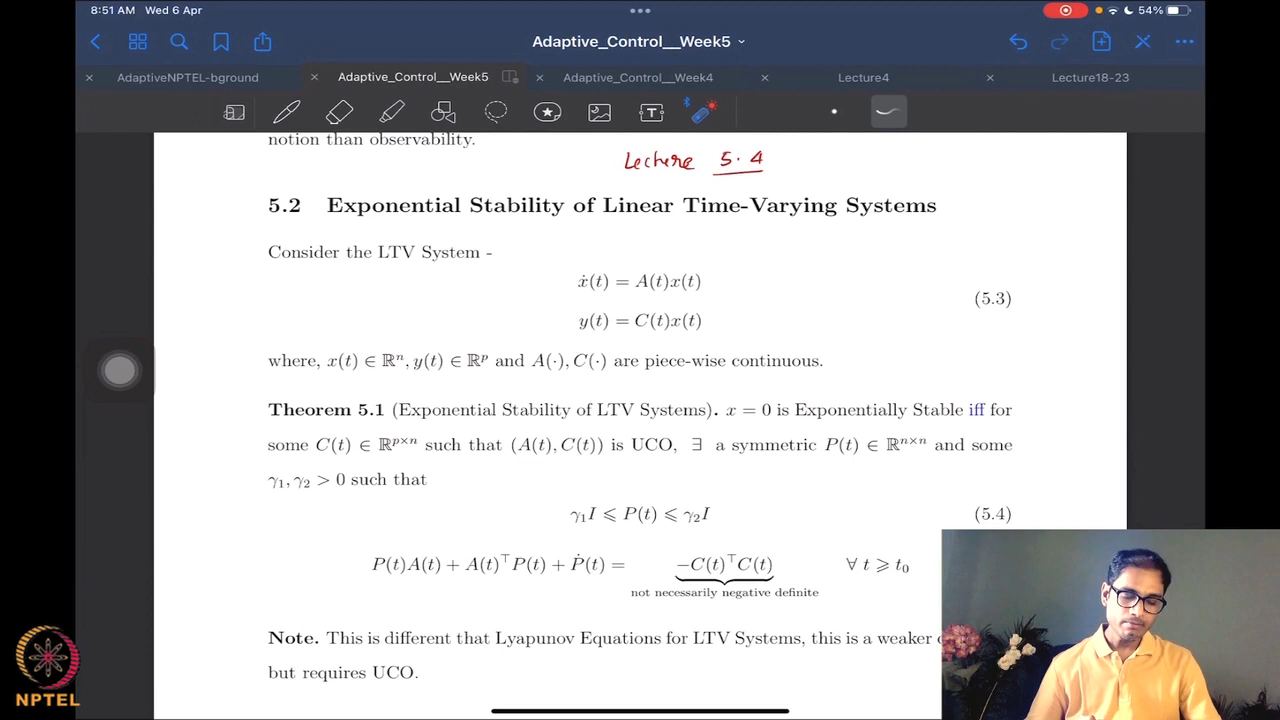 8:51 AM Wed 6 Apr
54%
Adaptive_Control__Week5
AdaptiveNPTEL-bground
Adaptive_Control__Week5
Adaptive_Control__Week4
Lecture4
Lecture18-23
notion than observability.
Lecture 5.4
5.2 Exponential Stability of Linear Time-Varying Systems
Consider the LTV System -
ẋ(t) = A(t)x(t)
(5.3)
y(t) = C(t)x(t)
where, x(t) ∈ ℝⁿ, y(t) ∈ ℝᵖ and A(·), C(·) are piece-wise continuous.
Theorem 5.1 (Exponential Stability of LTV Systems). x = 0 is Exponentially Stable iff for
some C(t) ∈ ℝᵖˣⁿ such that (A(t), C(t)) is UCO, ∃ a symmetric P(t) ∈ ℝⁿˣⁿ and some
γ₁, γ₂ > 0 such that
γ₁I ⩽ P(t) ⩽ γ₂I (5.4)
P(t)A(t) + A(t)ᵀP(t) + Ṗ(t) = −C(t)ᵀC(t) ∀ t ⩾ t₀
not necessarily negative definite
Note. This is different that Lyapunov Equations for LTV Systems, this is a weaker
but requires UCO.
NPTEL